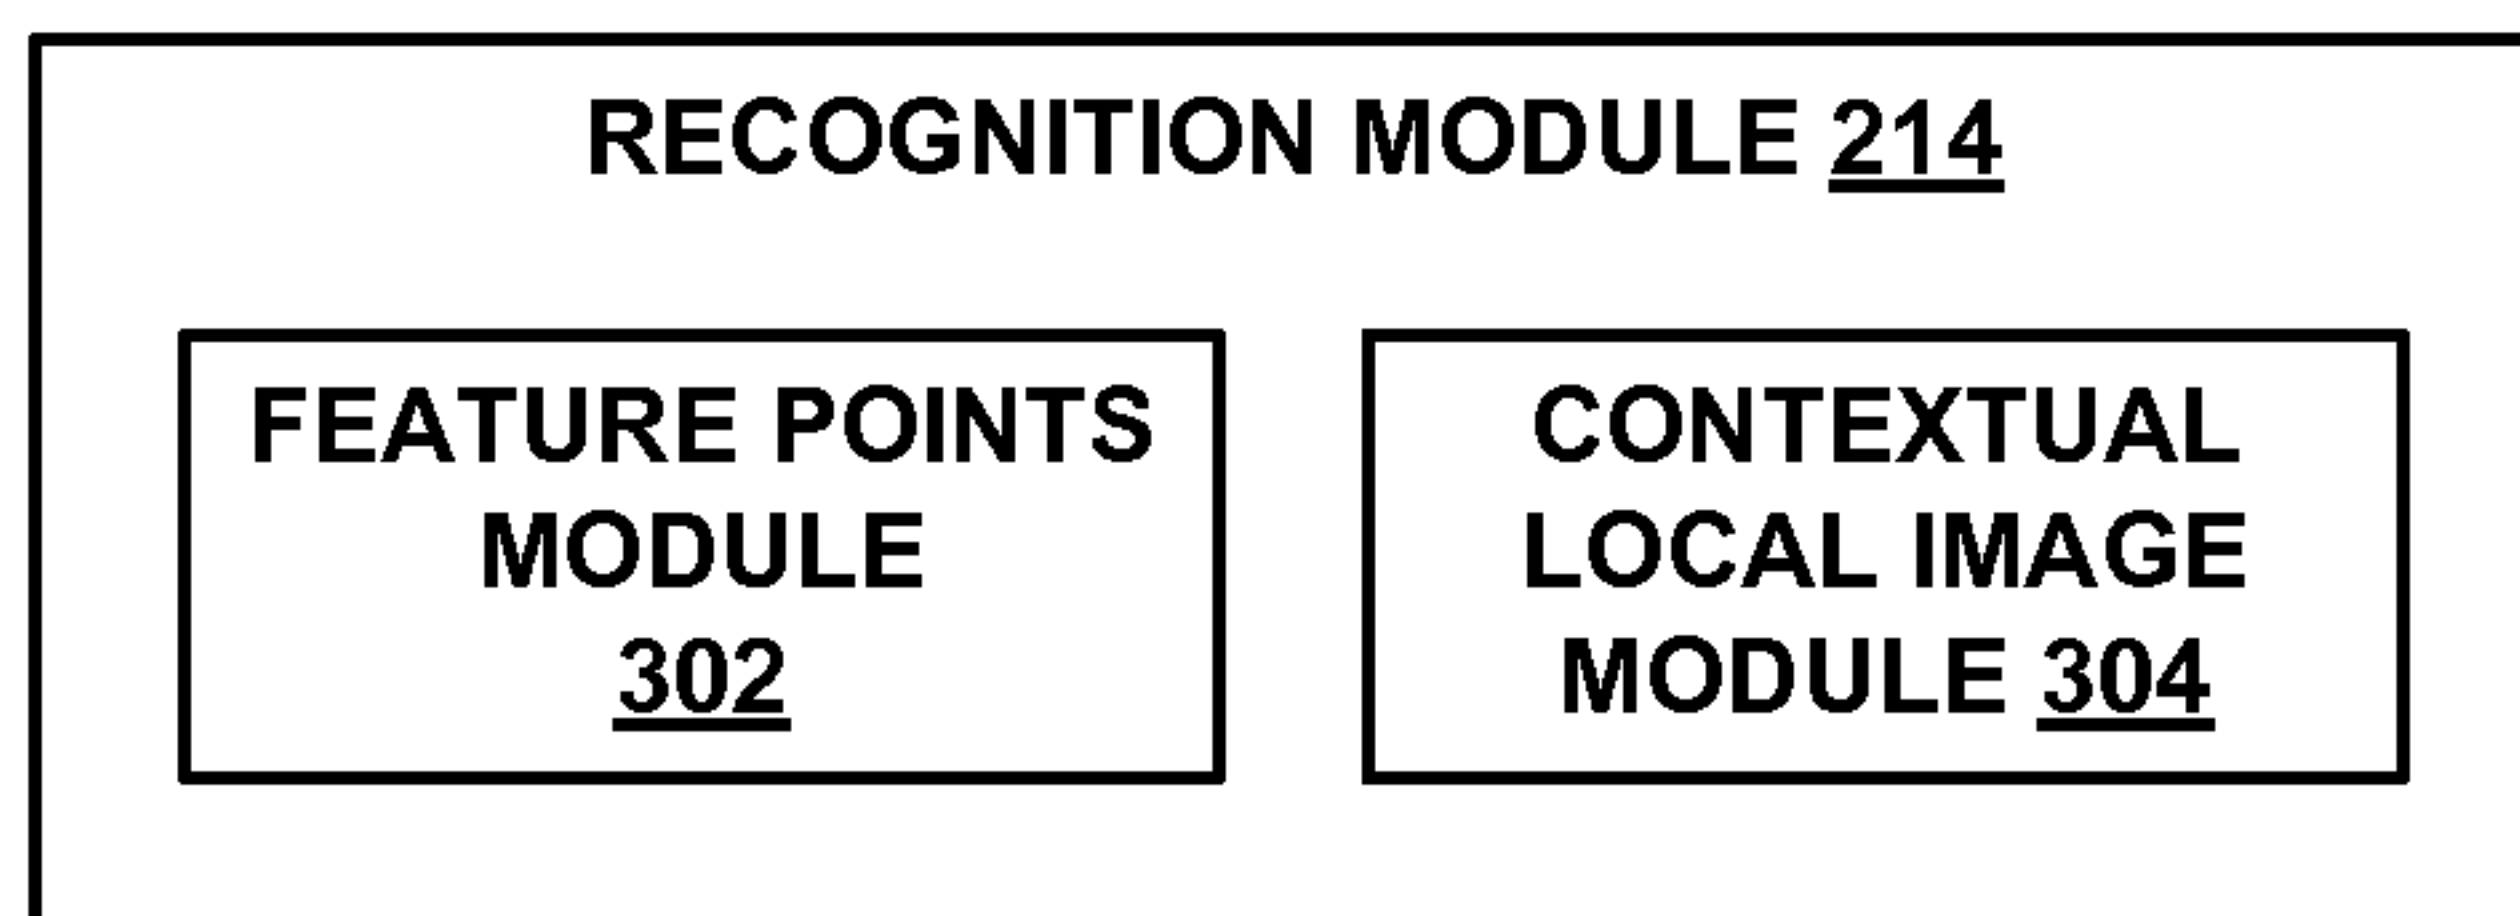 RECOGNITION MODULE 214
FEATURE POINTS
MODULE
302
CONTEXTUAL
LOCAL IMAGE
MODULE 304